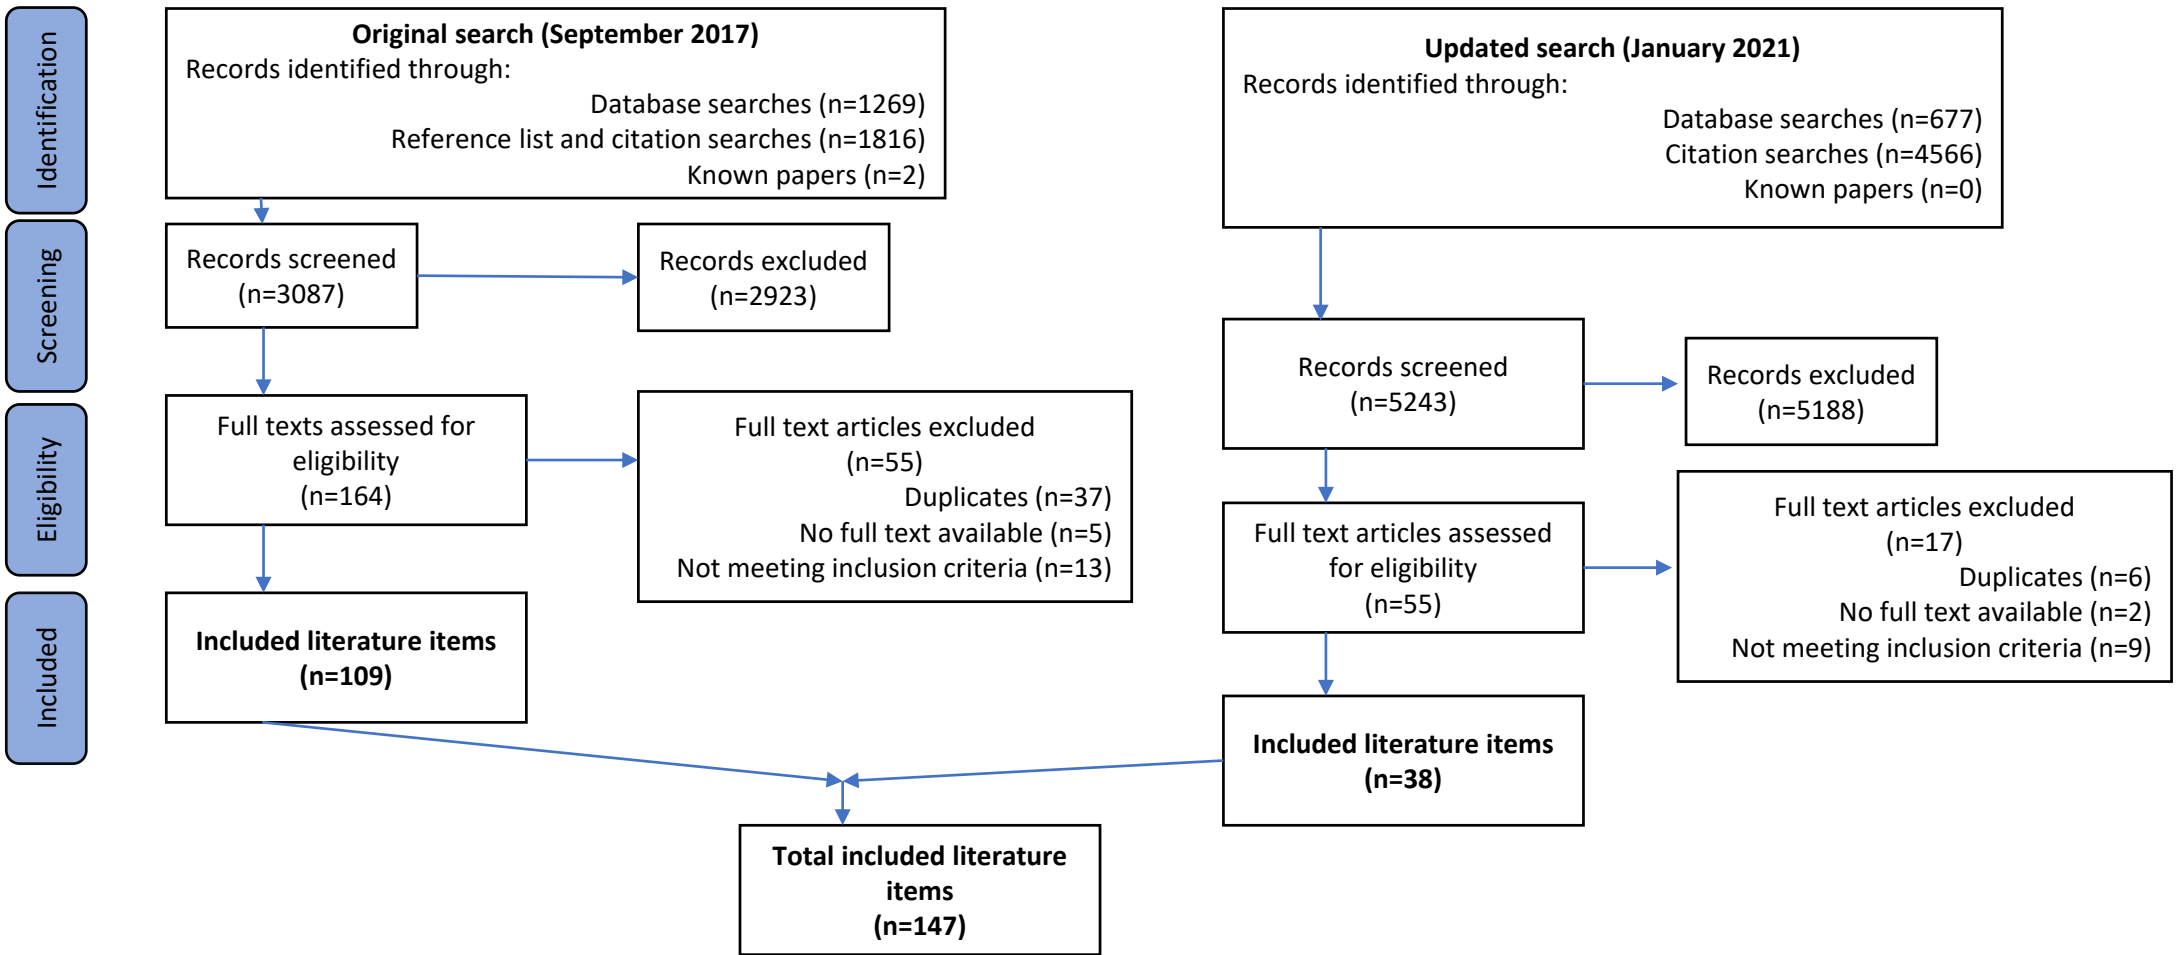 Identification
Screening
Eligibility
Included
Original search (September 2017)
Records identified through:
Database searches (n=1269)
Reference list and citation searches (n=1816)
Known papers (n=2)
Records screened
(n=3087)
Records excluded
(n=2923)
Full texts assessed for
eligibility
(n=164)
Full text articles excluded
(n=55)
Duplicates (n=37)
No full text available (n=5)
Not meeting inclusion criteria (n=13)
Included literature items
(n=109)
Updated search (January 2021)
Records identified through:
Database searches (n=677)
Citation searches (n=4566)
Known papers (n=0)
Records screened
(n=5243)
Records excluded
(n=5188)
Full text articles assessed
for eligibility
(n=55)
Full text articles excluded
(n=17)
Duplicates (n=6)
No full text available (n=2)
Not meeting inclusion criteria (n=9)
Included literature items
(n=38)
Total included literature
items
(n=147)